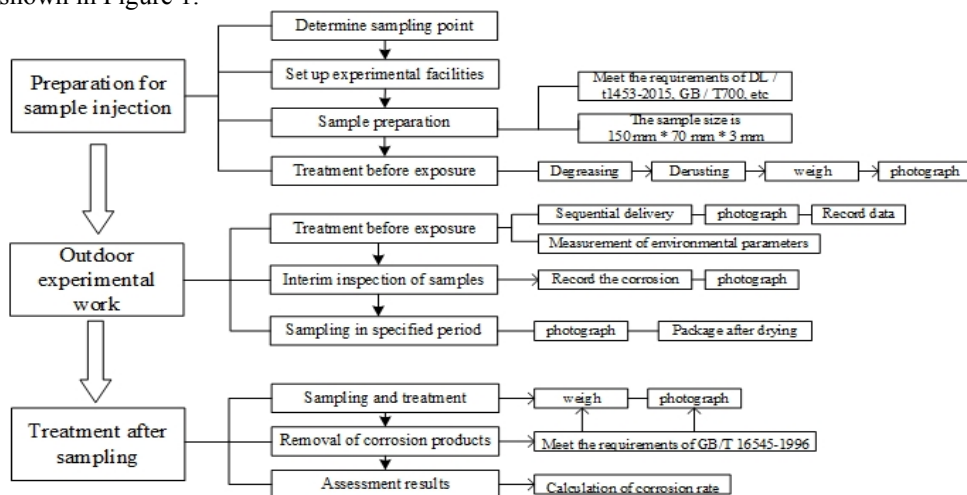 shown in Figure 1.
Determine sampling point
Preparation for
sample injection
Set up experimental facilities
Sample preparation
Meet the requirements of DL /
t1453-2015, GB / T700, etc
The sample size is
150 mm * 70 mm * 3 mm
Treatment before exposure
Degreasing
Derusting
weigh
photograph
Outdoor
experimental
work
Treatment before exposure
Sequential delivery
photograph
Record data
Measurement of environmental parameters
Interim inspection of samples
Record the corrosion
photograph
Sampling in specified period
photograph
Package after drying
Treatment after
sampling
Sampling and treatment
weigh
photograph
Removal of corrosion products
Meet the requirements of GB/T 16545-1996
Assessment results
Calculation of corrosion rate